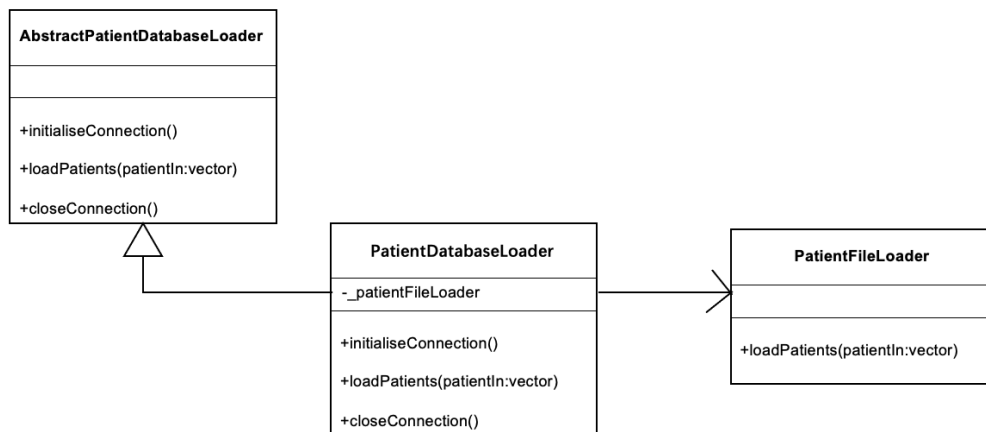 AbstractPatientDatabaseLoader
+initialiseConnection()
+loadPatients(patientIn:vector)
+closeConnection()
PatientDatabaseLoader
-_patientFileLoader
+initialiseConnection()
+loadPatients(patientIn:vector)
+closeConnection()
PatientFileLoader
+loadPatients(patientIn:vector)